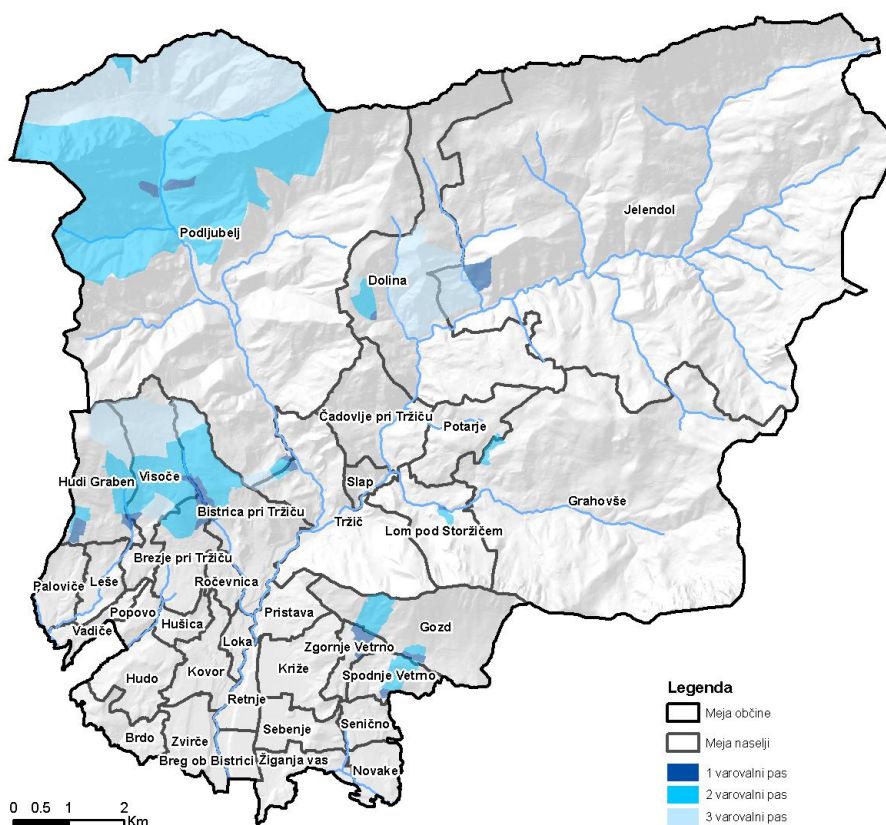 Podljubelj
Jelendol
Dolina
Čadovlje pri Tržiču
Potarje
Hudi Graben
Visoče
Slap
Grahovše
Bistrica pri Tržiču
Tržič
Lom pod Storžičem
Brezje pri Tržiču
Paloviče
Leše
Ročevnica
Popovo
Pristava
Vadiče
Hušica
Gozd
Loka
Zgornje Vetrno
Hudo
Kovor
Križe
Spodnje Vetrno
Retnje
Brdo
Zvirče
Sebenje
Senično
Breg ob Bistrici
Žiganja vas
Novake
Legenda
Meja občine
Meja naselji
1 varovalni pas
2 varovalni pas
3 varovalni pas
0 0.5 1 2
Km